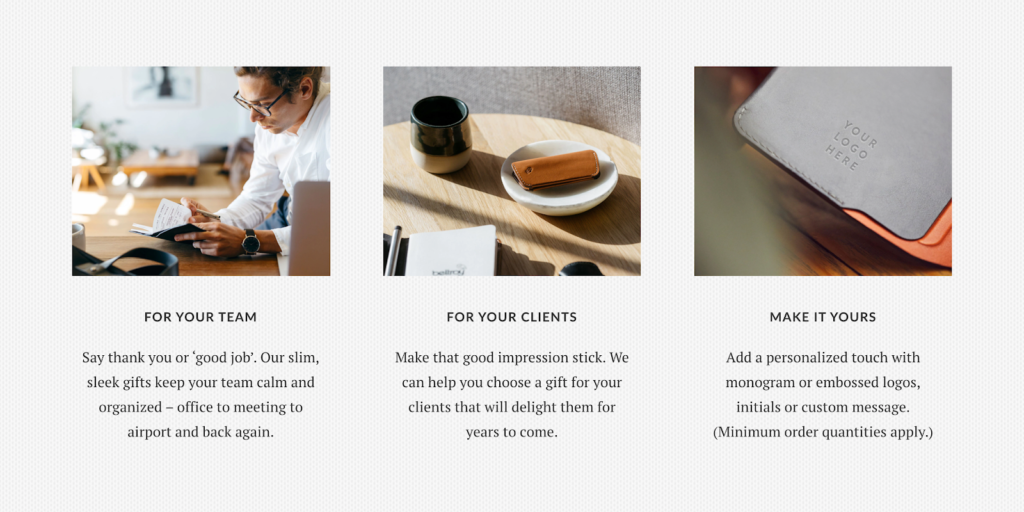 YOUR
LOGO
HERE
bellroy
FOR YOUR TEAM
Say thank you or ‘good job’. Our slim,
sleek gifts keep your team calm and
organized – office to meeting to
airport and back again.
FOR YOUR CLIENTS
Make that good impression stick. We
can help you choose a gift for your
clients that will delight them for
years to come.
MAKE IT YOURS
Add a personalized touch with
monogram or embossed logos,
initials or custom message.
(Minimum order quantities apply.)